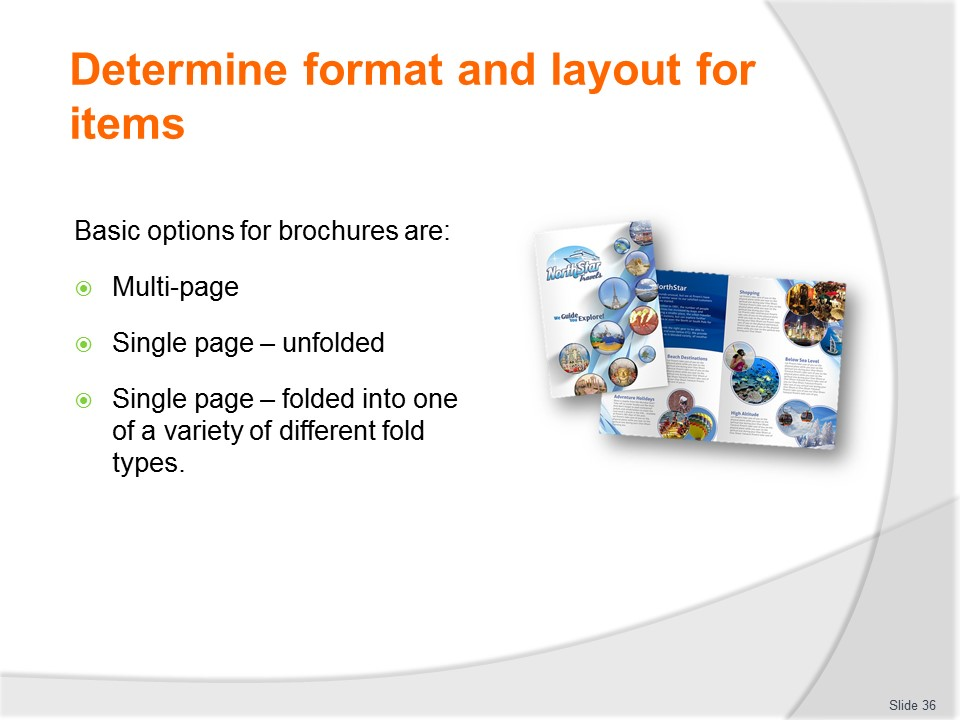 Determine format and layout for
items
Basic options for brochures are:
Multi-page
Single page – unfolded
Single page – folded into one
of a variety of different fold
types.
NorthStar
Travels
We Guide
You Explore!
NorthStar
Shopping
Beach Destinations
Below Sea Level
Adventure Holidays
High Altitude
Slide 36